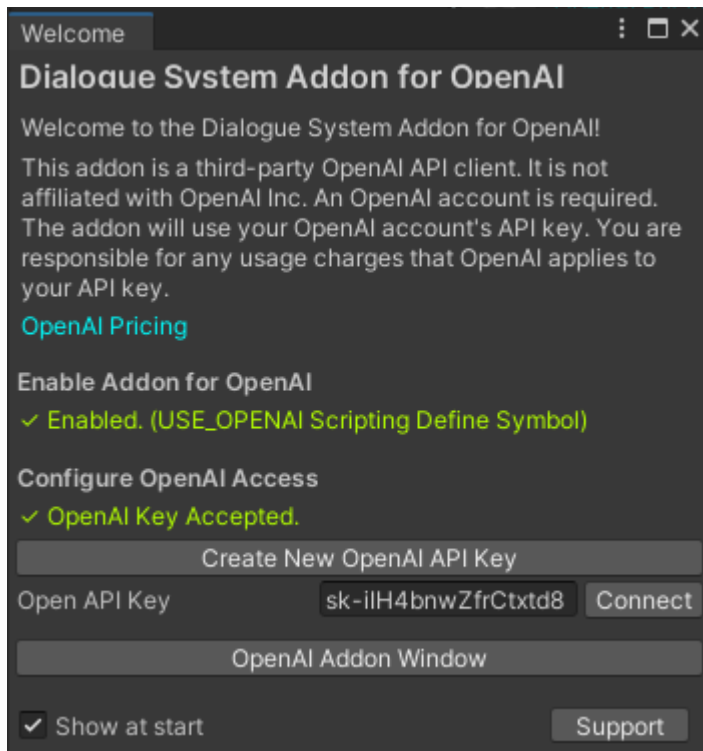 Welcome
Dialogue System Addon for OpenAI
Welcome to the Dialogue System Addon for OpenAI!
This addon is a third-party OpenAI API client. It is not
affiliated with OpenAI Inc. An OpenAI account is required.
The addon will use your OpenAI account's API key. You are
responsible for any usage charges that OpenAI applies to
your API key.
OpenAI Pricing
Enable Addon for OpenAI
✓ Enabled. (USE_OPENAI Scripting Define Symbol)
Configure OpenAI Access
✓ OpenAI Key Accepted.
Create New OpenAI API Key
Open API Key sk-ilH4bnwZfrCtxtd8 Connect
OpenAI Addon Window
Show at start Support